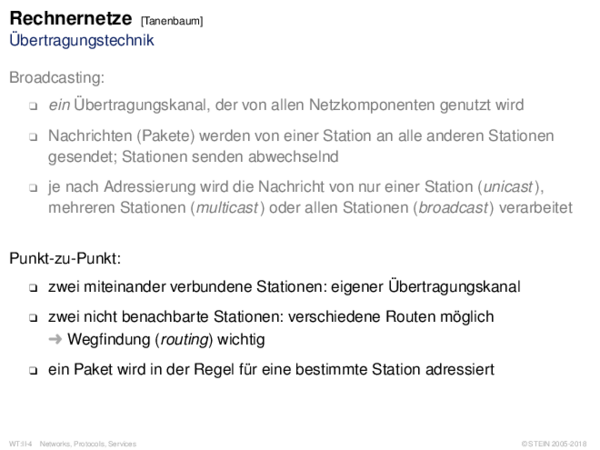 Rechnernetze [Tanenbaum]
Übertragungstechnik
Broadcasting:
❑ ein Übertragungskanal, der von allen Netzkomponenten genutzt wird
❑ Nachrichten (Pakete) werden von einer Station an alle anderen Stationen
gesendet; Stationen senden abwechselnd
❑ je nach Adressierung wird die Nachricht von nur einer Station (unicast),
mehreren Stationen (multicast) oder allen Stationen (broadcast) verarbeitet
Punkt-zu-Punkt:
❑ zwei miteinander verbundene Stationen: eigener Übertragungskanal
❑ zwei nicht benachbarte Stationen: verschiedene Routen möglich
➜ Wegfindung (routing) wichtig
❑ ein Paket wird in der Regel für eine bestimmte Station adressiert
WT:II-4 Networks, Protocols, Services © STEIN 2005-2018